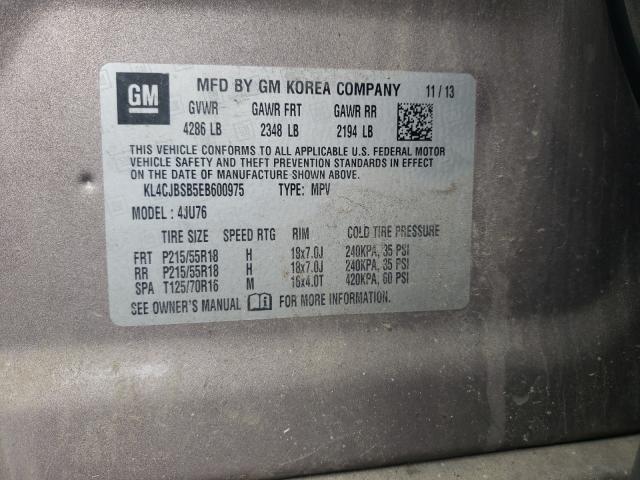 GM
MFD BY GM KOREA COMPANY 11 / 13
GVWR GAWR FRT GAWR RR
4286 LB 2348 LB 2194 LB
THIS VEHICLE CONFORMS TO ALL APPLICABLE U.S. FEDERAL MOTOR
VEHICLE SAFETY AND THEFT PREVENTION STANDARDS IN EFFECT
ON THE DATE OF MANUFACTURE SHOWN ABOVE.
KL4CJBSB5EB600975 TYPE: MPV
MODEL: 4JU76
TIRE SIZE SPEED RTG RIM COLD TIRE PRESSURE
FRT P215/55R18 H 18x7.0J 240KPA, 35 PSI
RR P215/55R18 H 18x7.0J 240KPA, 35 PSI
SPA T125/70R16 M 16x4.0T 420KPA, 60 PSI
SEE OWNER'S MANUAL FOR MORE INFORMATION.